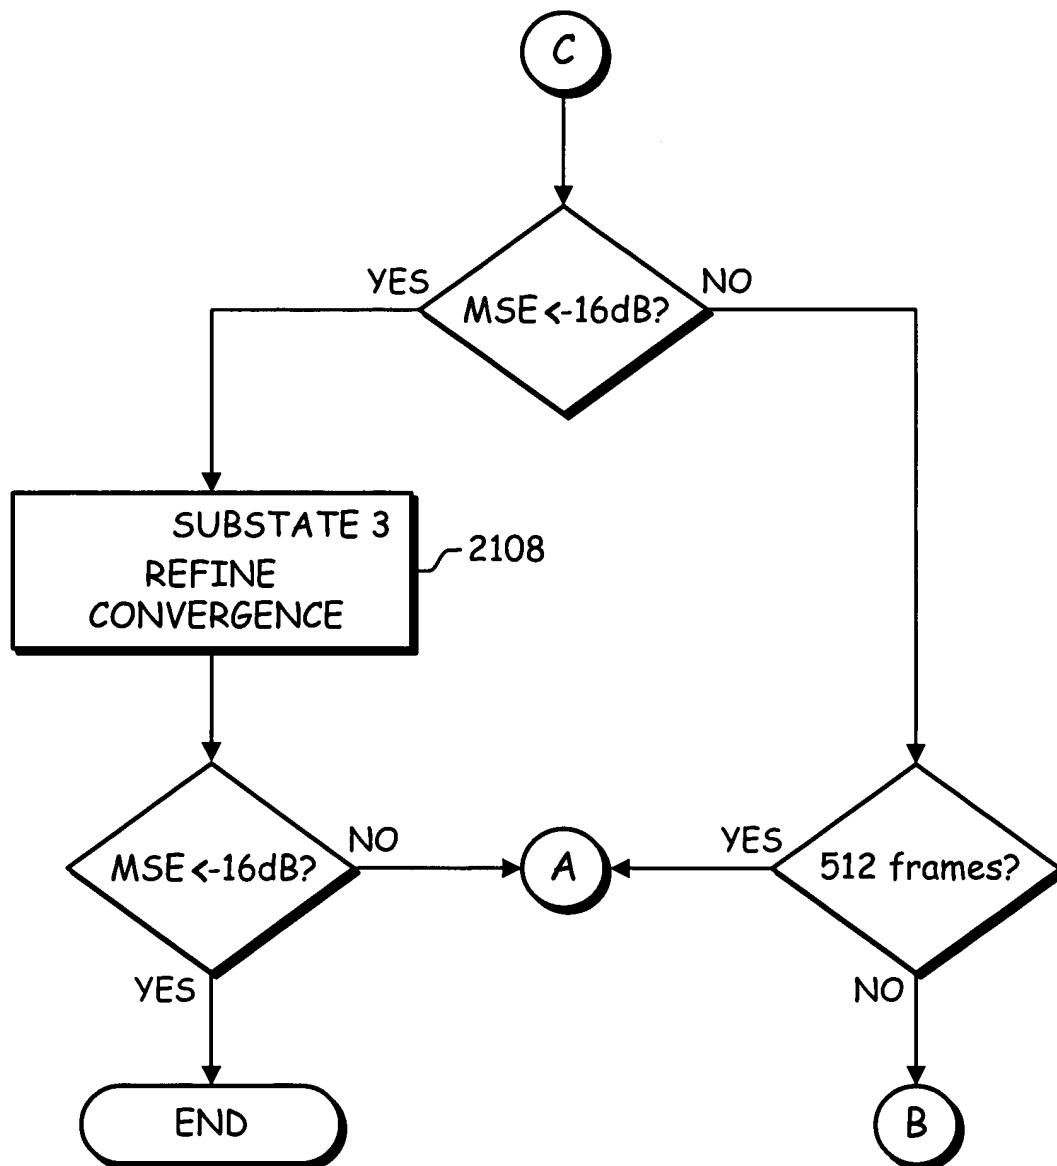 C
YES
NO
MSE<-16dB?
SUBSTATE 3
REFINE
CONVERGENCE
2108
NO
YES
MSE<-16dB?
A
512 frames?
YES
NO
END
B